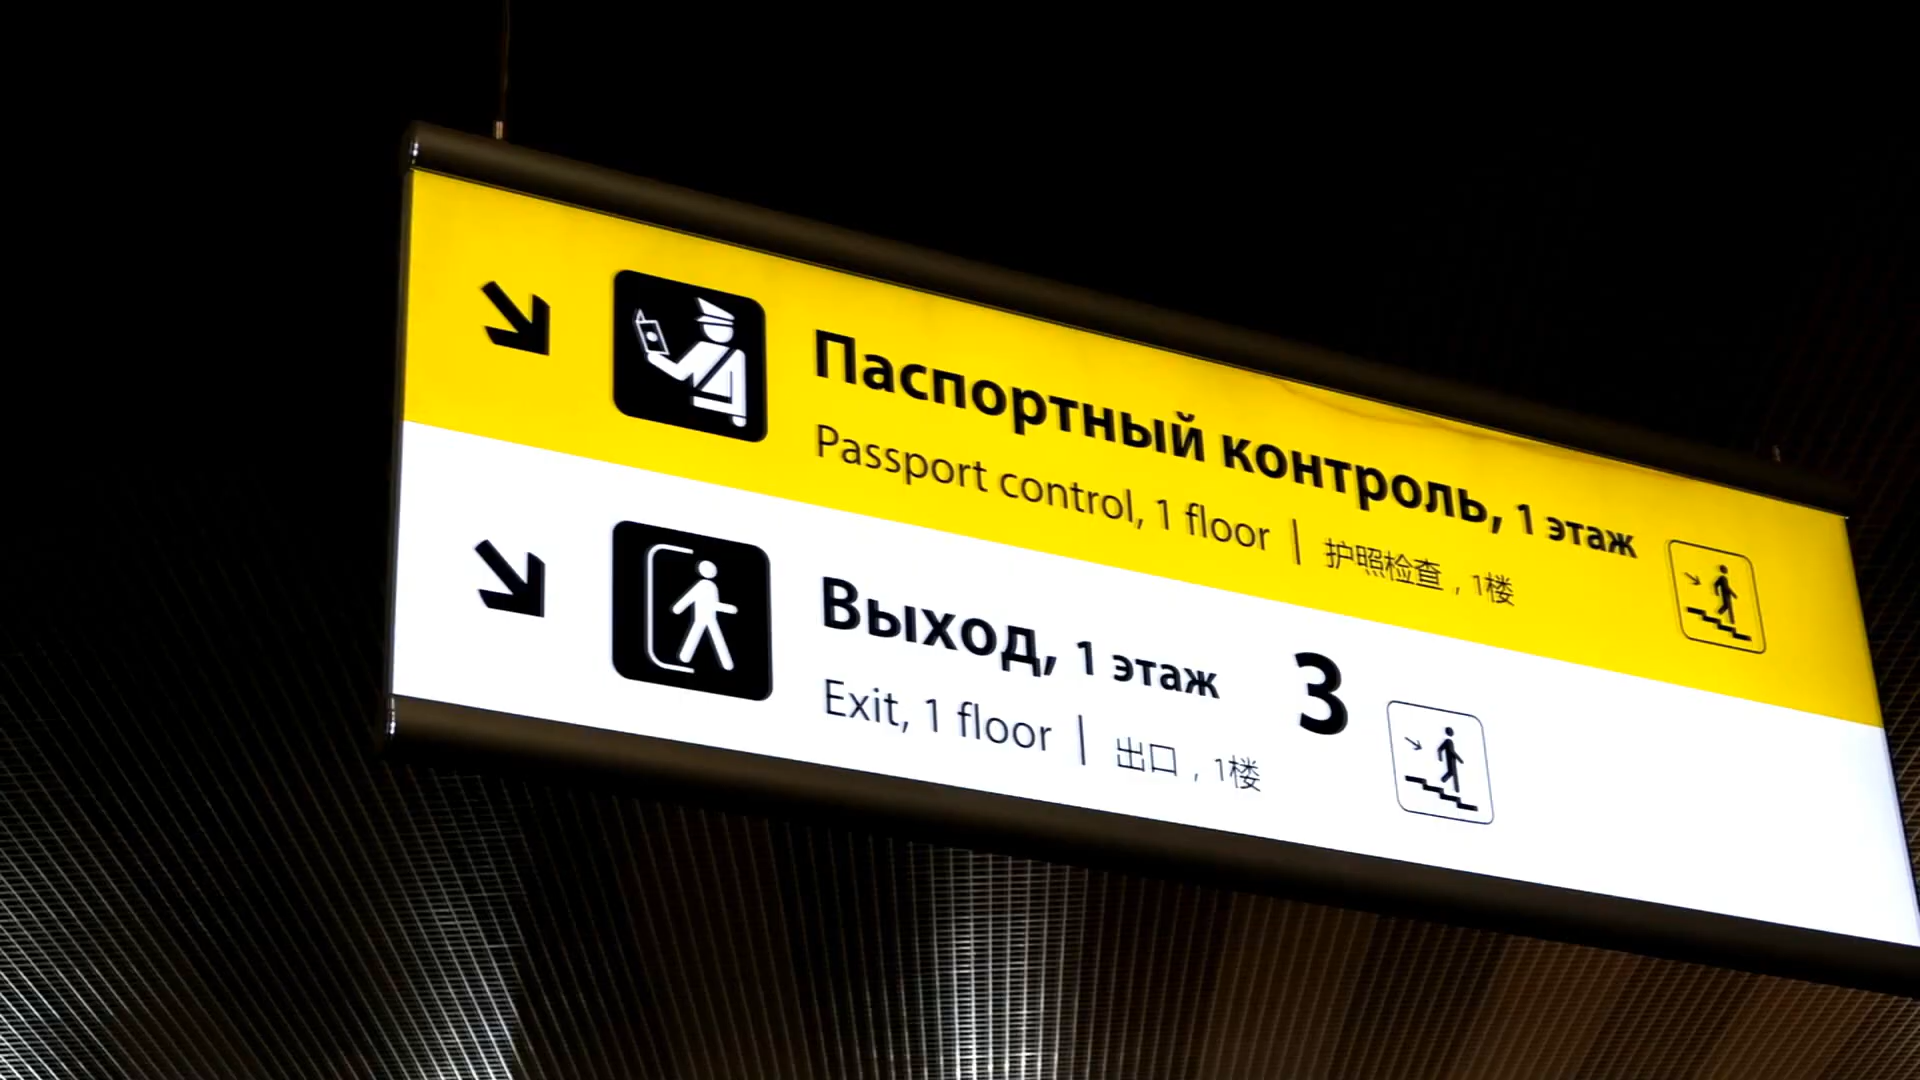 Паспортный контроль, 1 этаж
Passport control, 1 floor | 护照检查 , 1楼
Выход, 1 этаж 3
Exit, 1 floor | 出口 , 1楼